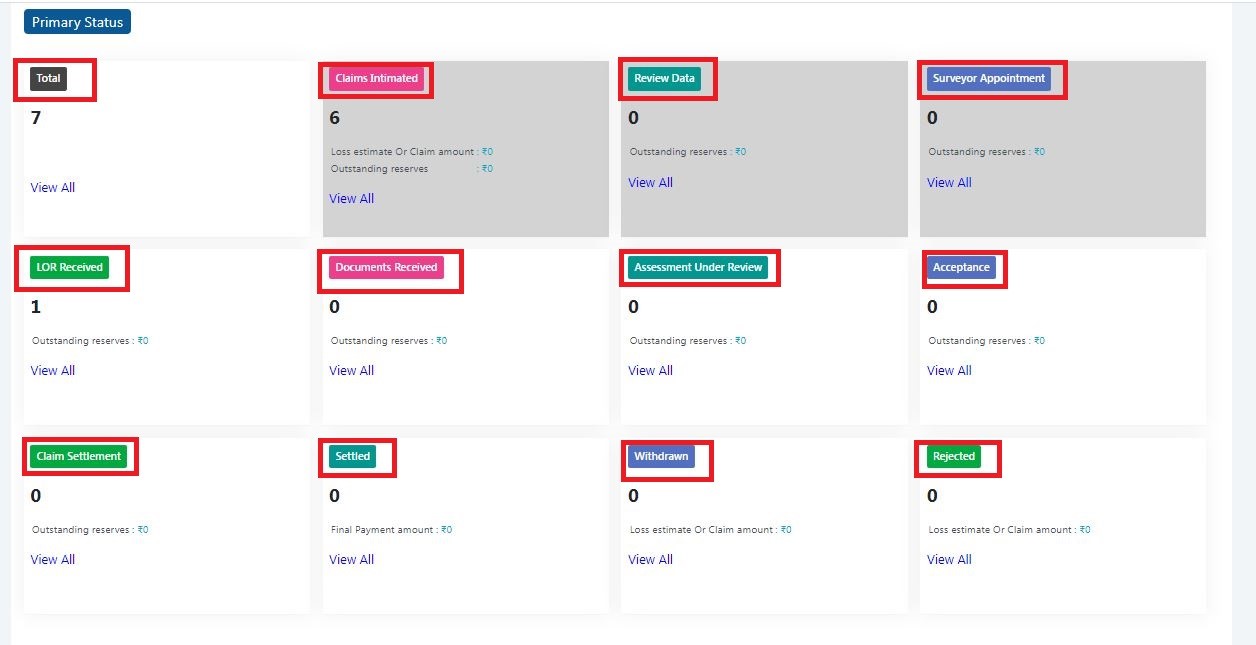 Primary Status
Total
7
View All
Claims Intimated
6
Loss estimate Or Claim amount : ₹0
Outstanding reserves : ₹0
View All
Review Data
0
Outstanding reserves : ₹0
View All
Surveyor Appointment
0
Outstanding reserves : ₹0
View All
LOR Received
1
Outstanding reserves : ₹0
View All
Documents Received
0
Outstanding reserves : ₹0
View All
Assessment Under Review
0
Outstanding reserves : ₹0
View All
Acceptance
0
Outstanding reserves : ₹0
View All
Claim Settlement
0
Outstanding reserves : ₹0
View All
Settled
0
Final Payment amount : ₹0
View All
Withdrawn
0
Loss estimate Or Claim amount : ₹0
View All
Rejected
0
Loss estimate Or Claim amount : ₹0
View All